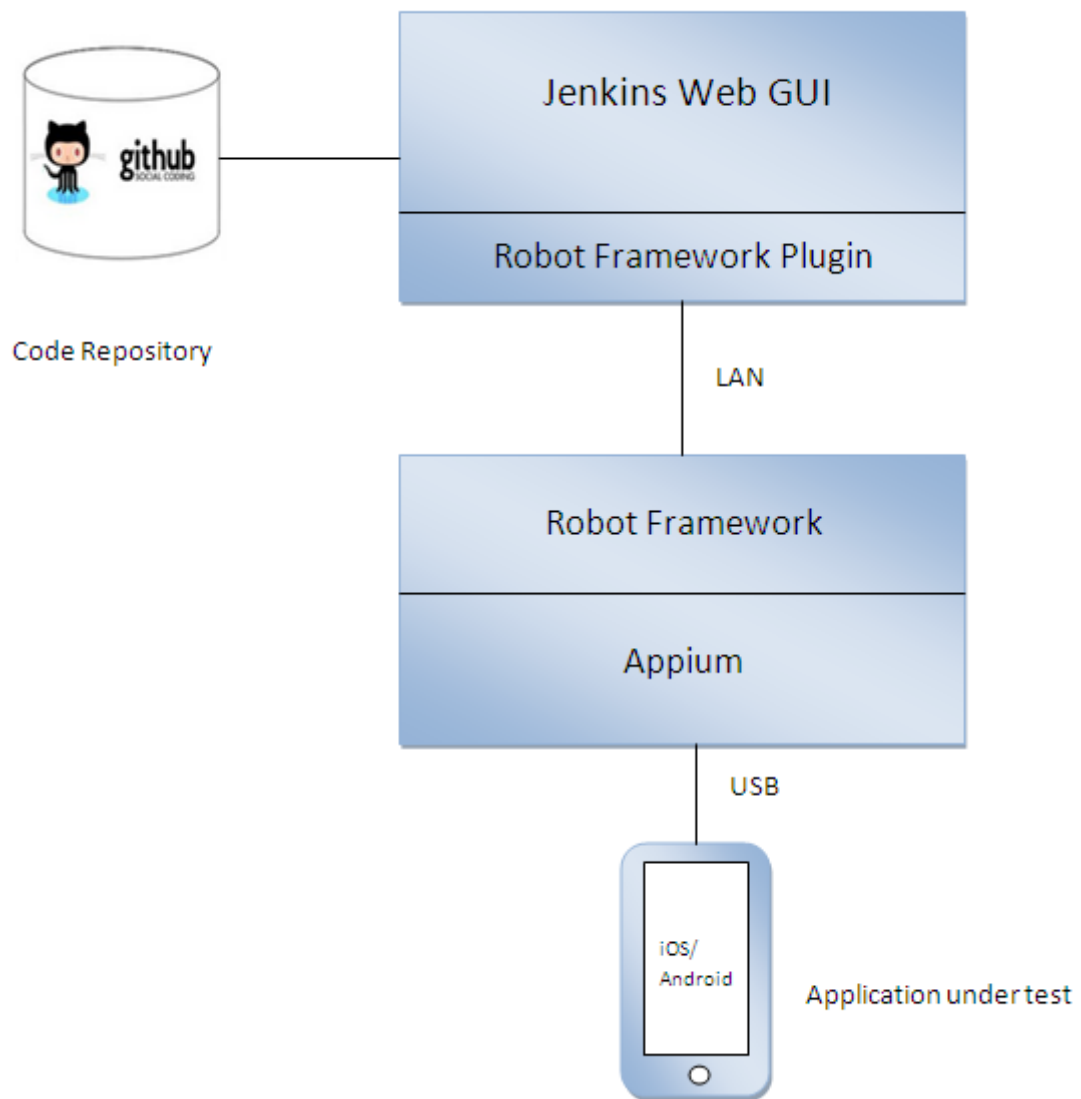 Jenkins Web GUI
github
SOCIAL CODING
Robot Framework Plugin
Code Repository
LAN
Robot Framework
Appium
USB
iOS/
Android
Application under test